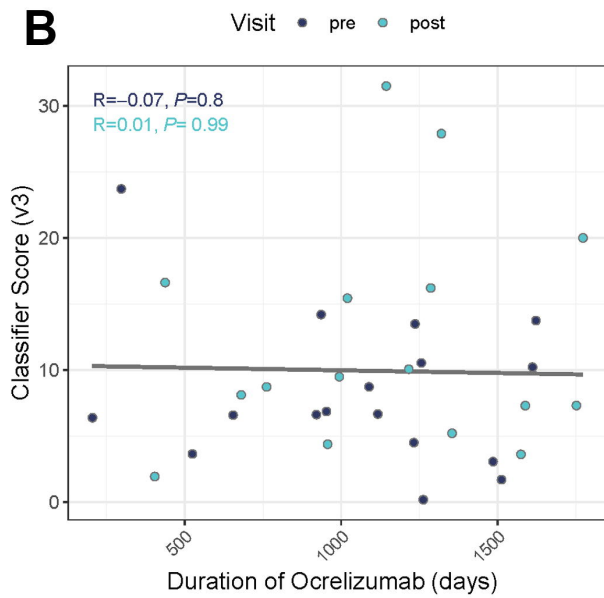 B
Visit pre post
R=−0.07, P=0.8
R=0.01, P= 0.99
Classifier Score (v3)
30
20
10
0
500 1000 1500
Duration of Ocrelizumab (days)